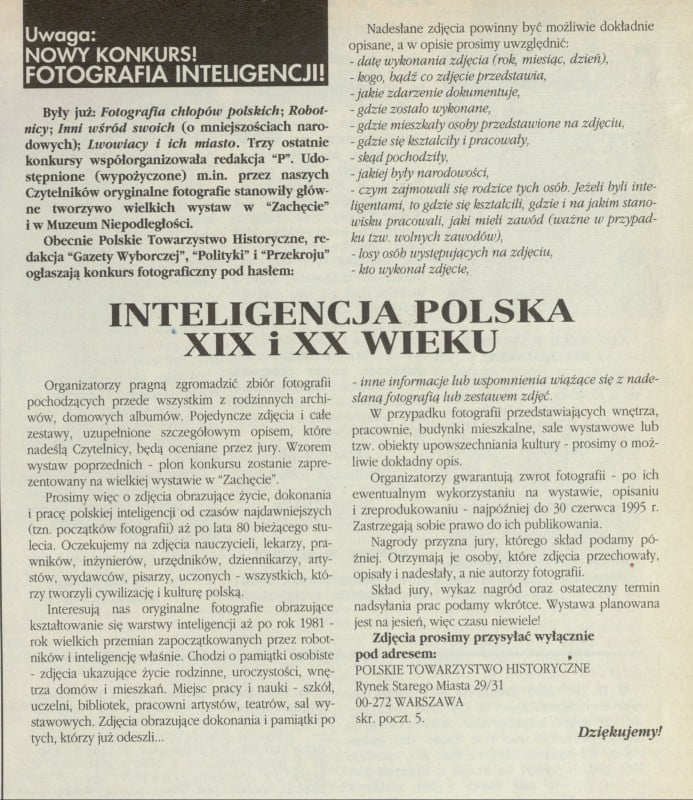 Uwaga:
NOWY KONKURS!
FOTOGRAFIA INTELIGENCJI!
Były już: Fotografia chłopów polskich; Robot-
nicy; Inni wśród swoich (o mniejszościach naro-
dowych); Lwowiacy i ich miasto. Trzy ostatnie
konkursy współorganizowała redakcja "P". Udo-
stępnione (wypożyczone) m.in. przez naszych
Czytelników oryginalne fotografie stanowiły głów-
ne tworzywo wielkich wystaw w "Zachęcie"
i w Muzeum Niepodległości.
Obecnie Polskie Towarzystwo Historyczne, re-
dakcja "Gazety Wyborczej", "Polityki" i "Przekroju"
ogłaszają konkurs fotograficzny pod hasłem:
Nadesłane zdjęcia powinny być możliwie dokładnie
opisane, a w opisie prosimy uwzględnić:
- datę wykonania zdjęcia (rok, miesiąc, dzień),
- kogo, bądź co zdjęcie przedstawia,
- jakie zdarzenie dokumentuje,
- gdzie zostało wykonane,
- gdzie mieszkały osoby przedstawione na zdjęciu,
- gdzie się kształciły i pracowały,
- skąd pochodziły,
- jakiej były narodowości,
- czym zajmowali się rodzice tych osób. Jeżeli byli inte-
ligentami, to gdzie się kształcili, gdzie i na jakim stano-
wisku pracowali, jaki mieli zawód (ważne w przypad-
ku tzw. wolnych zawodów),
- losy osób występujących na zdjęciu,
- kto wykonał zdjęcie,
INTELIGENCJA POLSKA
XIX i XX WIEKU
Organizatorzy pragną zgromadzić zbiór fotografii
pochodzących przede wszystkim z rodzinnych archi-
wów, domowych albumów. Pojedyncze zdjęcia i całe
zestawy, uzupełnione szczegółowym opisem, które
nadeślą Czytelnicy, będą oceniane przez jury. Wzorem
wystaw poprzednich - plon konkursu zostanie zapre-
zentowany na wielkiej wystawie w "Zachęcie".
Prosimy więc o zdjęcia obrazujące życie, dokonania
i pracę polskiej inteligencji od czasów najdawniejszych
(tzn. początków fotografii) aż po lata 80 bieżącego stu-
lecia. Oczekujemy na zdjęcia nauczycieli, lekarzy, pra-
wników, inżynierów, urzędników, dziennikarzy, arty-
stów, wydawców, pisarzy, uczonych - wszystkich, któ-
rzy tworzyli cywilizację i kulturę polską.
Interesują nas oryginalne fotografie obrazujące
kształtowanie się warstwy inteligencji aż po rok 1981 -
rok wielkich przemian zapoczątkowanych przez robot-
ników i inteligencję właśnie. Chodzi o pamiątki osobiste
- zdjęcia ukazujące życie rodzinne, uroczystości, wnę-
trza domów i mieszkań. Miejsc pracy i nauki - szkół,
uczelni, bibliotek, pracowni artystów, teatrów, sal wy-
stawowych. Zdjęcia obrazujące dokonania i pamiątki po
tych, którzy już odeszli...
- inne informacje lub wspomnienia wiążące się z nade-
słaną fotografią lub zestawem zdjęć.
W przypadku fotografii przedstawiających wnętrza,
pracownie, budynki mieszkalne, sale wystawowe lub
tzw. obiekty upowszechniania kultury - prosimy o moż-
liwie dokładny opis.
Organizatorzy gwarantują zwrot fotografii - po ich
ewentualnym wykorzystaniu na wystawie, opisaniu
i zreprodukowaniu - najpóźniej do 30 czerwca 1995 r.
Zastrzegają sobie prawo do ich publikowania.
Nagrody przyzna jury, którego skład podamy pó-
źniej. Otrzymają je osoby, które zdjęcia przechowały,
opisały i nadesłały, a nie autorzy fotografii.
Skład jury, wykaz nagród oraz ostateczny termin
nadsyłania prac podamy wkrótce. Wystawa planowana
jest na jesień, więc czasu niewiele!
Zdjęcia prosimy przysyłać wyłącznie
pod adresem:
POLSKIE TOWARZYSTWO HISTORYCZNE
Rynek Starego Miasta 29/31
00-272 WARSZAWA
skr. poczt. 5.
Dziękujemy!